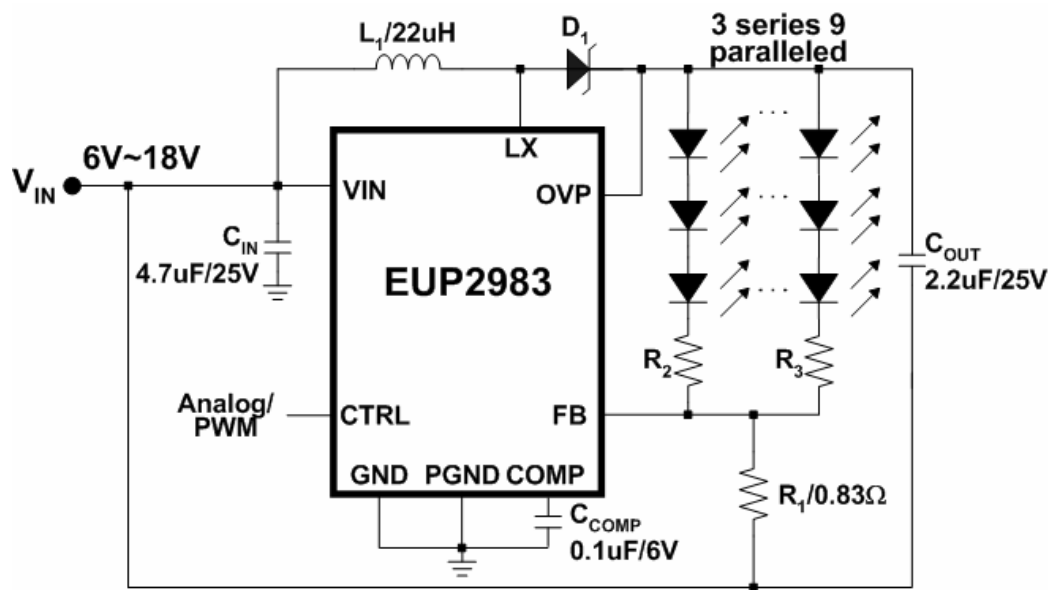 L1/22uH
D1
3 series 9
paralleled
LX
6V~18V
VIN
VIN
OVP
CIN
4.7uF/25V
EUP2983
COUT
2.2uF/25V
R2
R3
Analog/
PWM
CTRL
FB
GND
PGND
COMP
R1/0.83Ω
CCOMP
0.1uF/6V